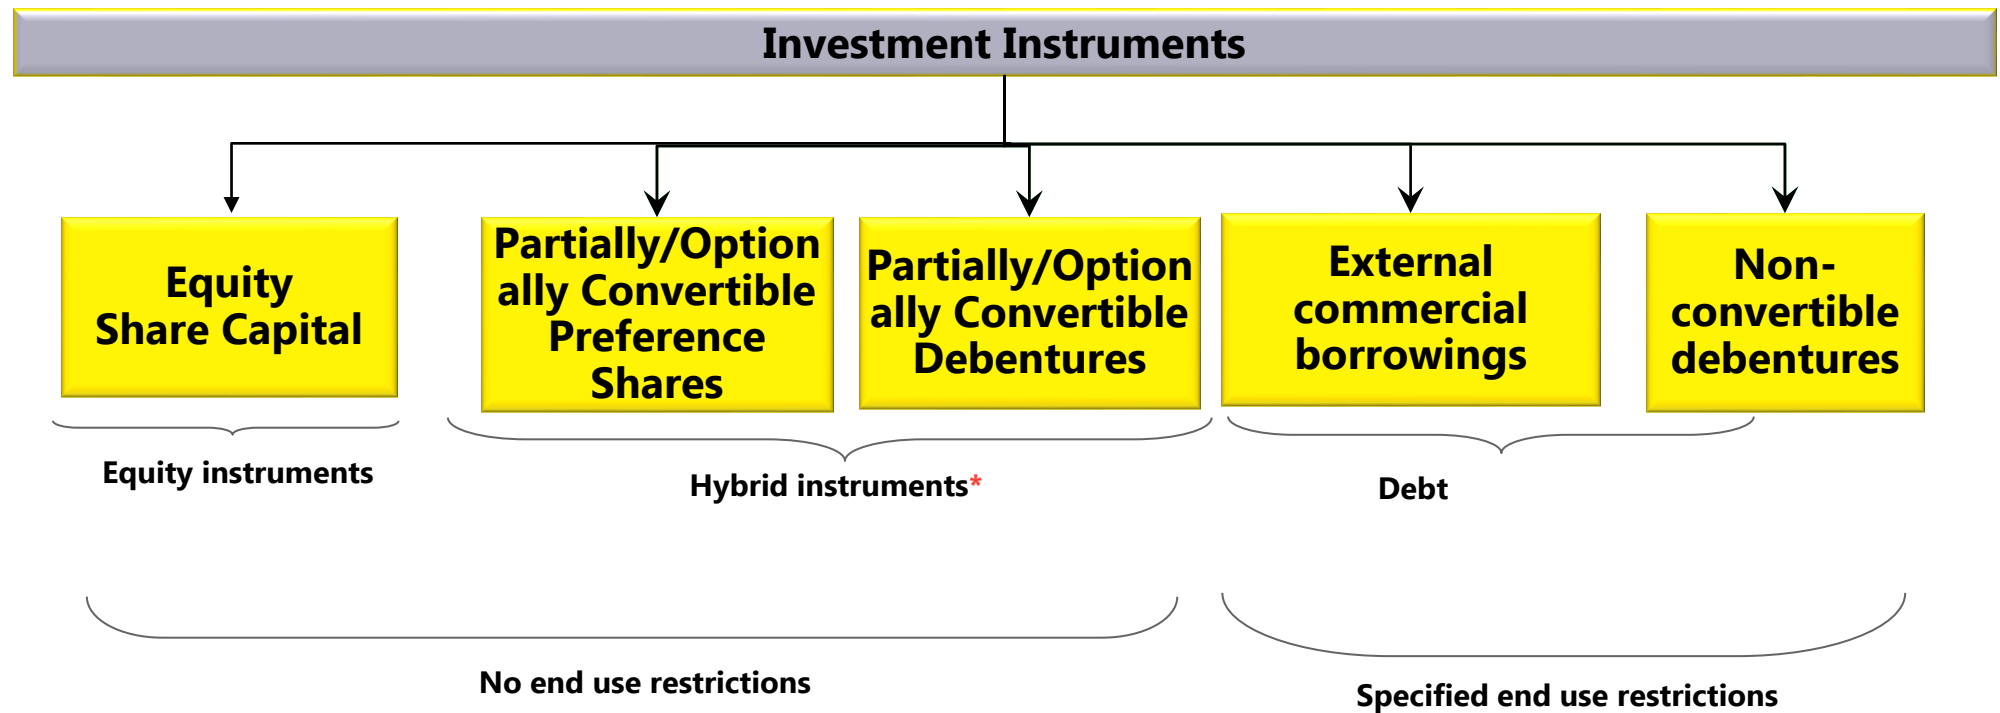 Investment Instruments
Equity
Share Capital
Partially/Option
ally Convertible
Preference
Shares
Partially/Option
ally Convertible
Debentures
External
commercial
borrowings
Non-
convertible
debentures
Equity instruments
Hybrid instruments*
Debt
No end use restrictions
Specified end use restrictions